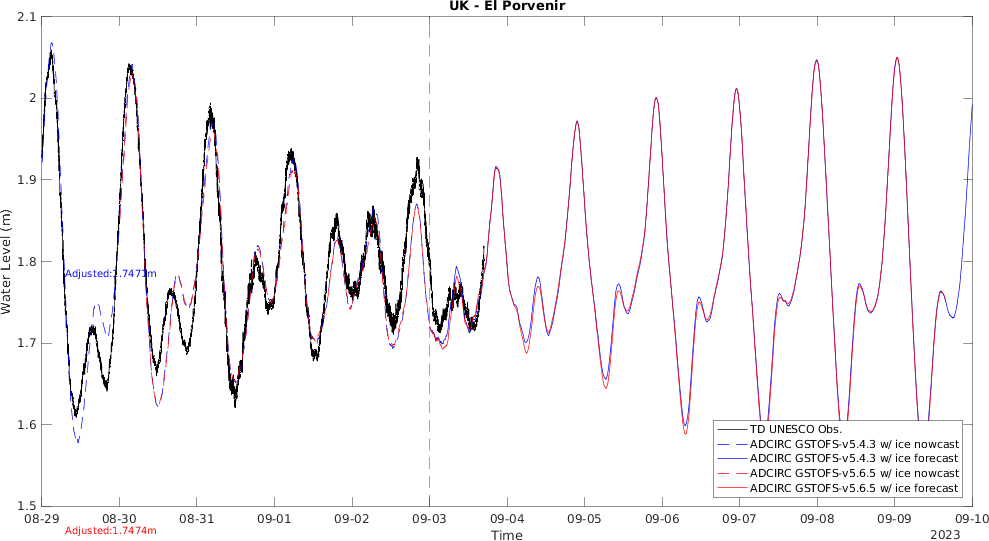 UK - El Porvenir
2.1
2
1.9
1.8
1.7
1.6
1.5
Water Level (m)
Adjusted:1.7471m
TD UNESCO Obs.
ADCIRC GSTOFS-v5.4.3 w/ ice nowcast
ADCIRC GSTOFS-v5.4.3 w/ ice forecast
ADCIRC GSTOFS-v5.6.5 w/ ice nowcast
ADCIRC GSTOFS-v5.6.5 w/ ice forecast
08-29 08-30 08-31 09-01 09-02 09-03 09-04 09-05 09-06 09-07 09-08 09-09 09-10
Adjusted:1.7474m
Time
2023